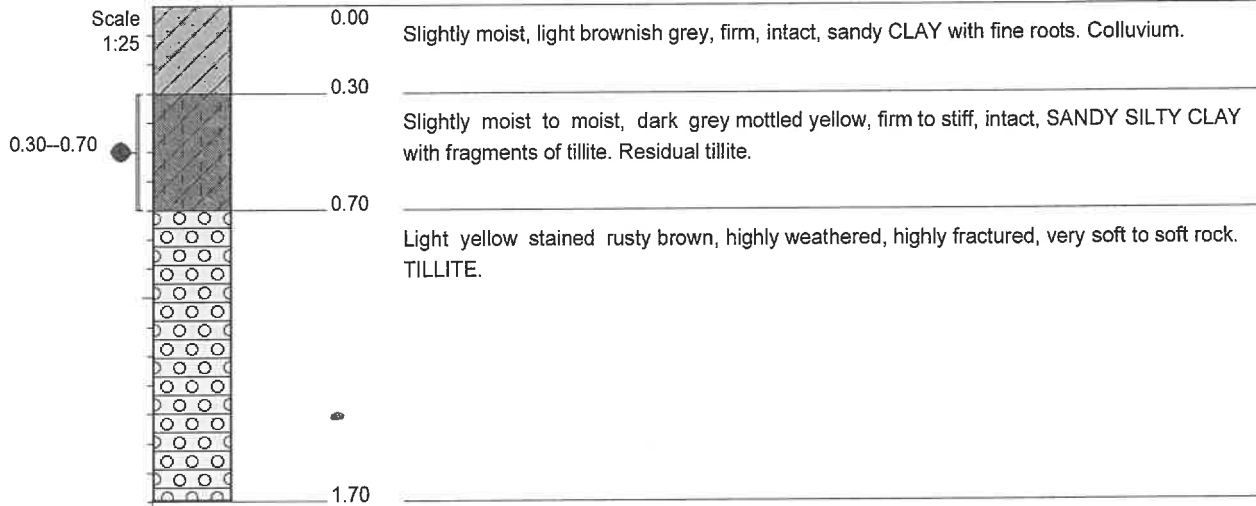 Scale
1:25
0.00
Slightly moist, light brownish grey, firm, intact, sandy CLAY with fine roots. Colluvium.
0.30
0.30--0.70
Slightly moist to moist, dark grey mottled yellow, firm to stiff, intact, SANDY SILTY CLAY
with fragments of tillite. Residual tillite.
0.70
Light yellow stained rusty brown, highly weathered, highly fractured, very soft to soft rock.
TILLITE.
1.70